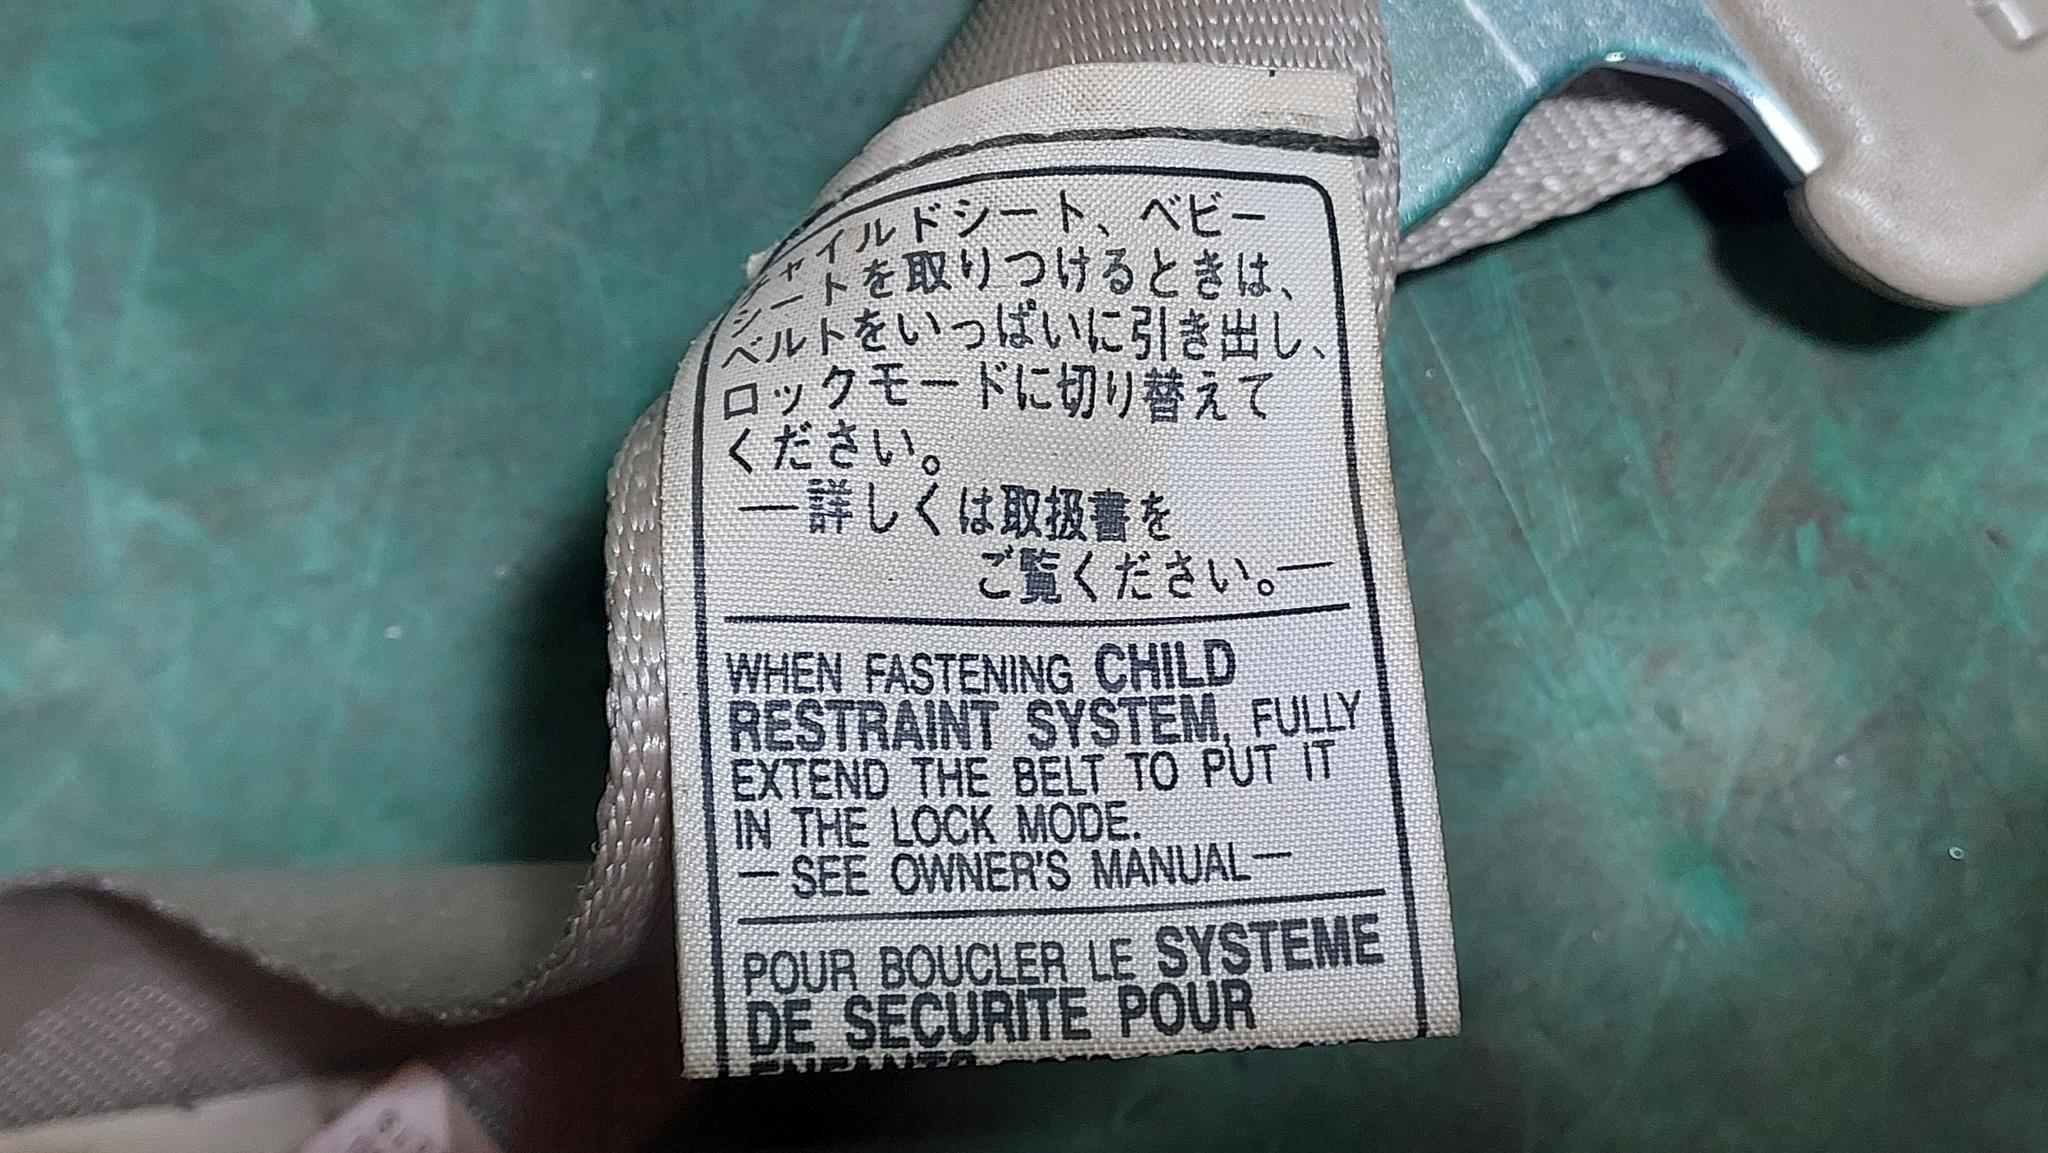 チャイルドシート、ベビー
シートを取りつけるときは、
ベルトをいっぱいに引き出し、
ロックモードに切り替えて
ください。
―詳しくは取扱書を
ご覧ください。―
WHEN FASTENING CHILD
RESTRAINT SYSTEM, FULLY
EXTEND THE BELT TO PUT IT
IN THE LOCK MODE.
—SEE OWNER'S MANUAL—
POUR BOUCLER LE SYSTEME
DE SECURITE POUR
ENFANTS